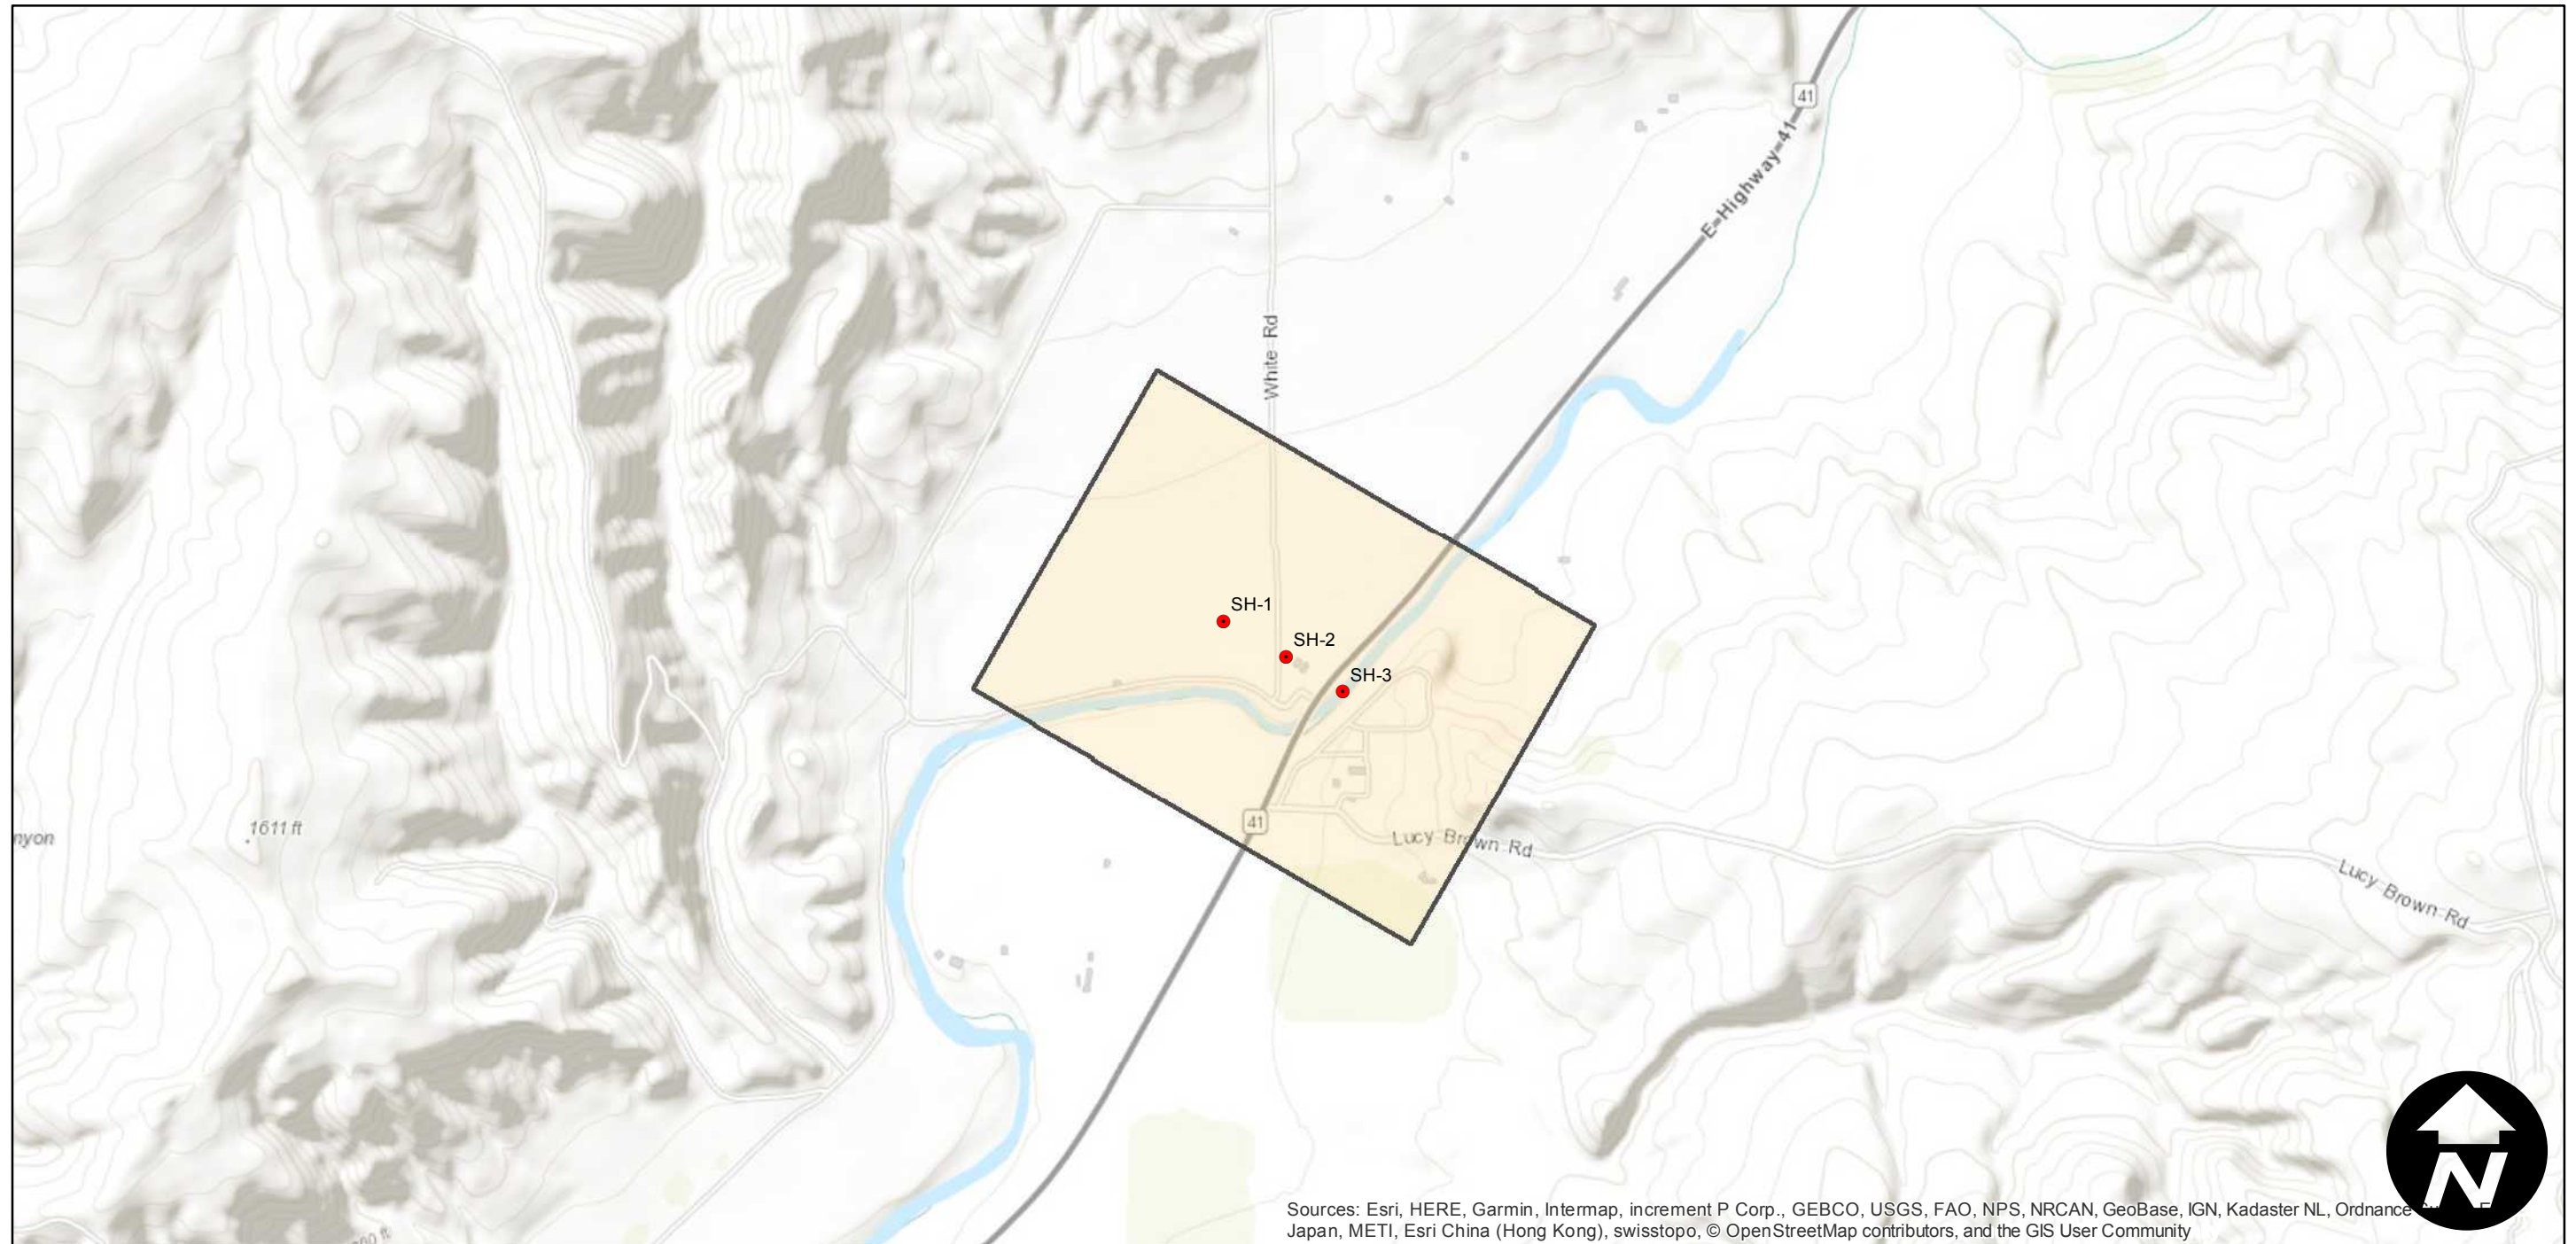 41
E=Highway=41
White Rd
SH-1
SH-2
SH-3
41
1611 ft
nyon
Lucy Brown Rd
Lucy Brown Rd
N
Sources: Esri, HERE, Garmin, Intermap, increment P Corp., GEBCO, USGS, FAO, NPS, NRCAN, GeoBase, IGN, Kadaster NL, Ordnance
Japan, METI, Esri China (Hong Kong), swisstopo, © OpenStreetMap contributors, and the GIS User Community